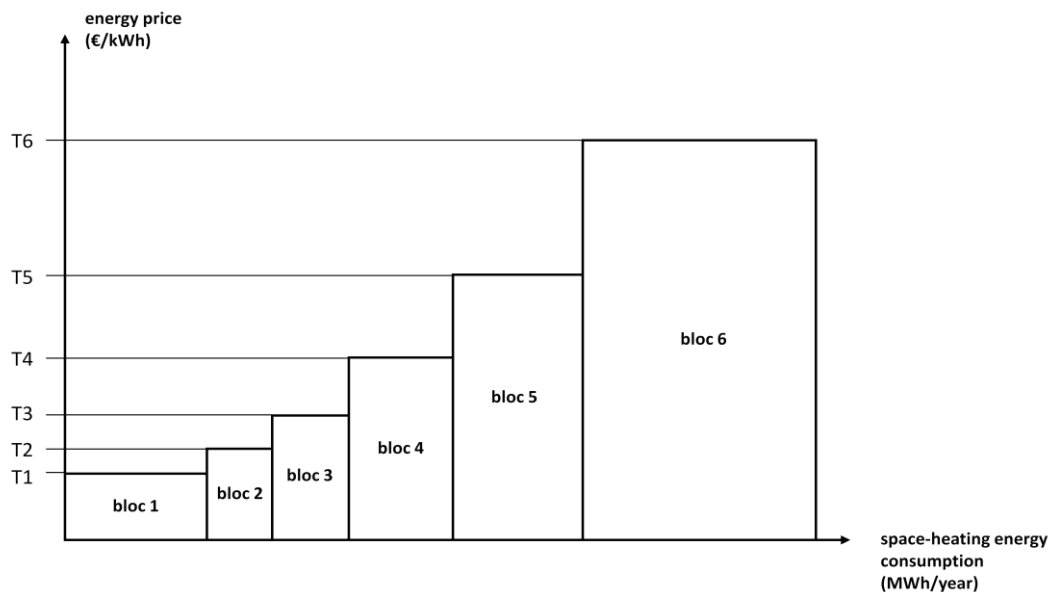 energy price
(€/kWh)
T6
T5
T4
T3
T2
T1
bloc 1
bloc 2
bloc 3
bloc 4
bloc 5
bloc 6
space-heating energy
consumption
(MWh/year)